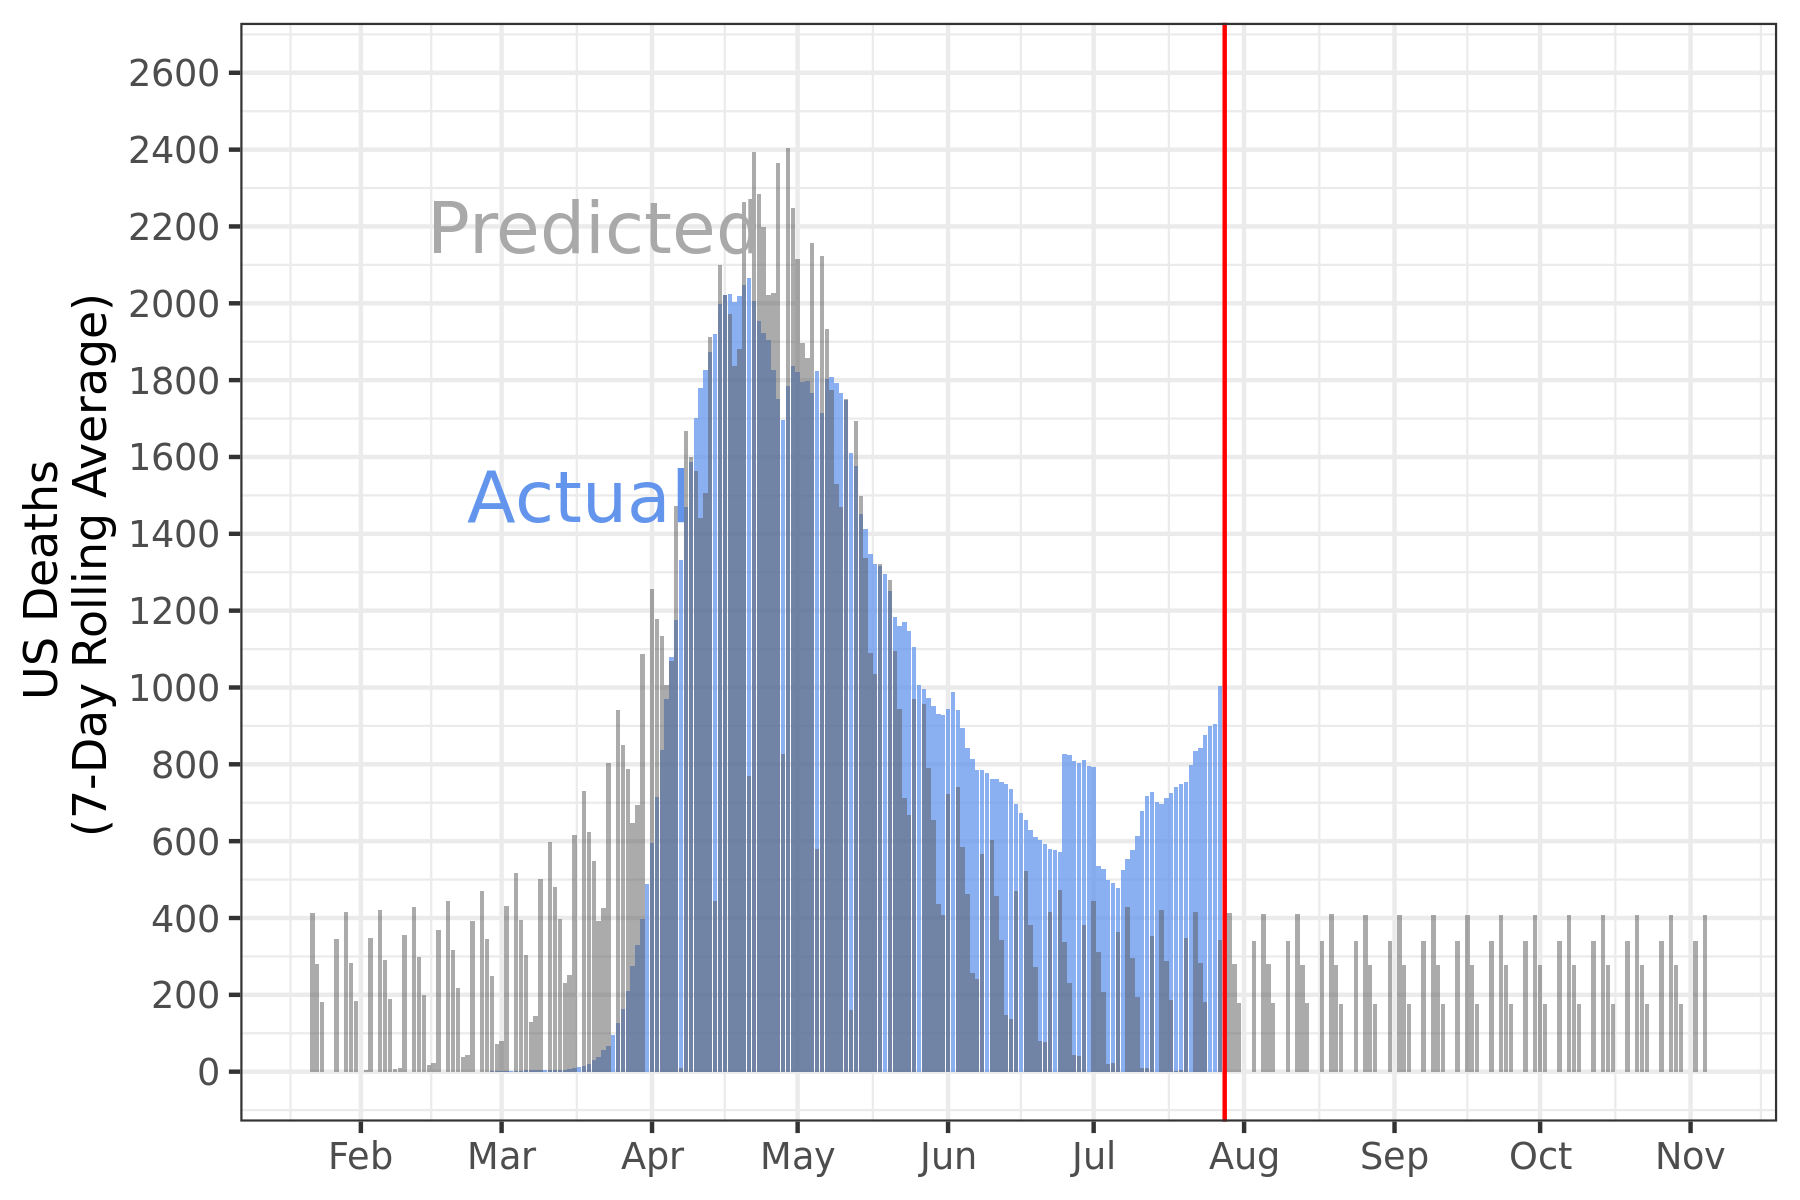 US Deaths
(7-Day Rolling Average)
2600
2400
2200
2000
1800
1600
1400
1200
1000
800
600
400
200
0
Predicted
Actual
Feb Mar Apr May Jun Jul Aug Sep Oct Nov